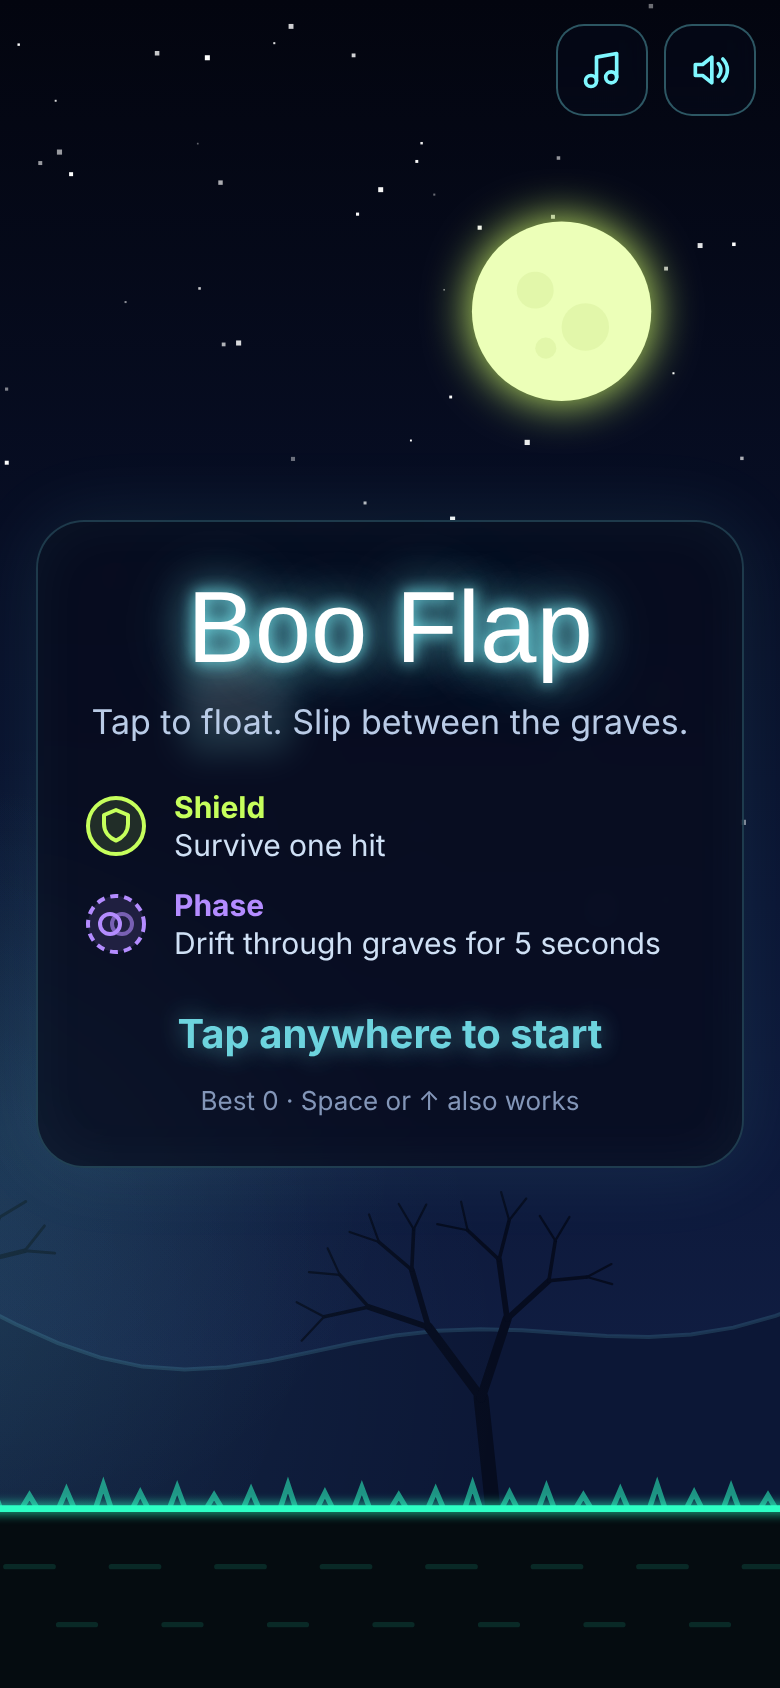 Boo Flap
Tap to float. Slip between the graves.
Shield
Survive one hit
Phase
Drift through graves for 5 seconds
Tap anywhere to start
Best 0 · Space or ↑ also works